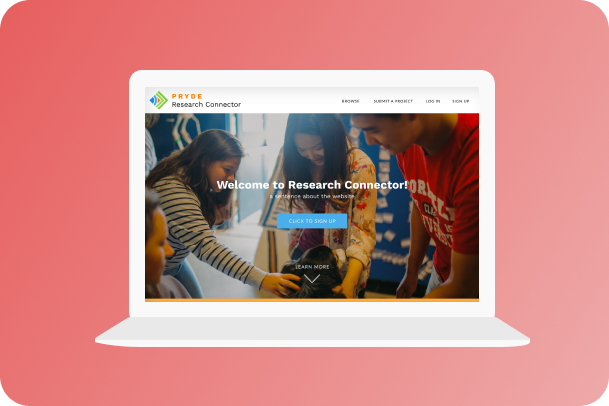 PRYDE
Research Connector
BROWSE SUBMIT A PROJECT LOG IN SIGN UP
Welcome to Research Connector!
a sentence about the website
CLICK TO SIGN UP
LEARN MORE